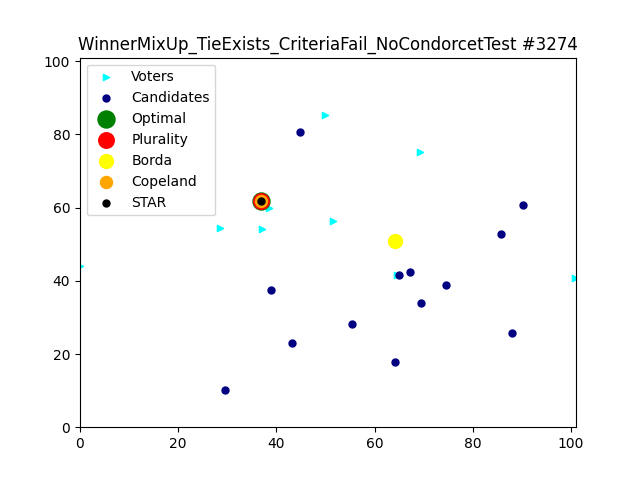 WinnerMixUp_TieExists_CriteriaFail_NoCondorcetTest #3274
100
80
60
40
20
0
Voters
Candidates
Optimal
Plurality
Borda
Copeland
STAR
0 20 40 60 80 100